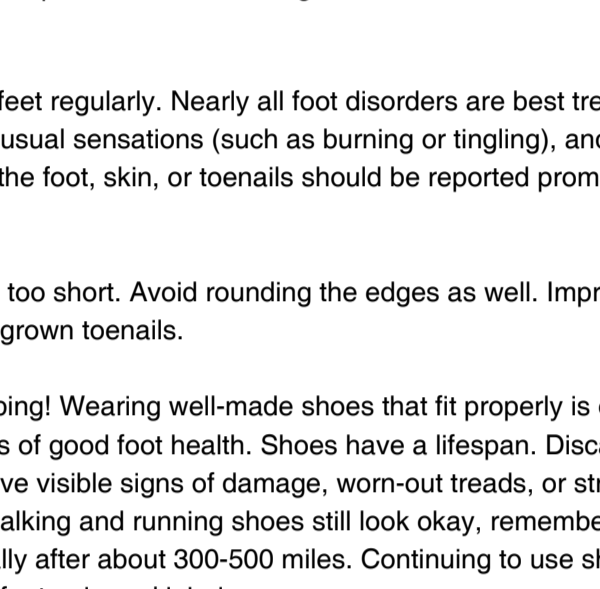 feet regularly. Nearly all foot disorders are best tre
usual sensations (such as burning or tingling), and
the foot, skin, or toenails should be reported prom
too short. Avoid rounding the edges as well. Impr
grown toenails.
ping! Wearing well-made shoes that fit properly is
s of good foot health. Shoes have a lifespan. Disc
ve visible signs of damage, worn-out treads, or str
alking and running shoes still look okay, remembe
lly after about 300-500 miles. Continuing to use sh